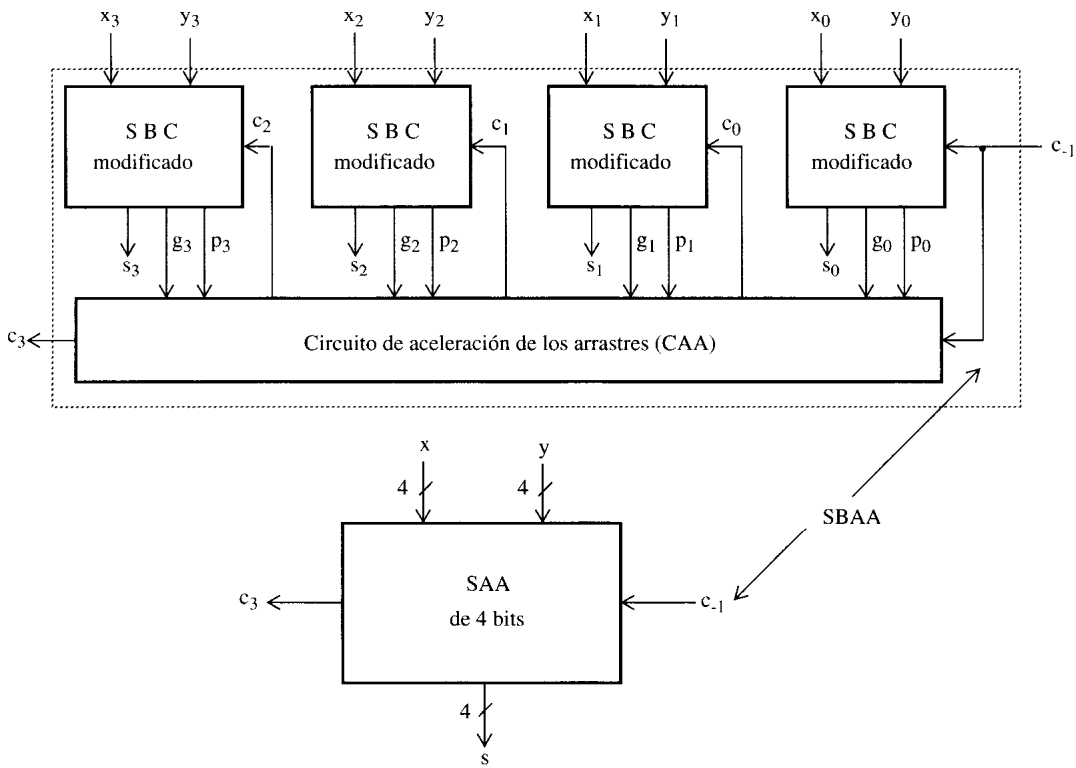 x3 y3 x2 y2 x1 y1 x0 y0
S B C modificado c2
S B C modificado c1
S B C modificado c0
S B C modificado c-1
s3 g3 p3 s2 g2 p2 s1 g1 p1 s0 g0 p0
c3 Circuito de aceleración de los arrastres (CAA)
x y
4 4
SBAA
SAA
c3 c-1
de 4 bits
4
s